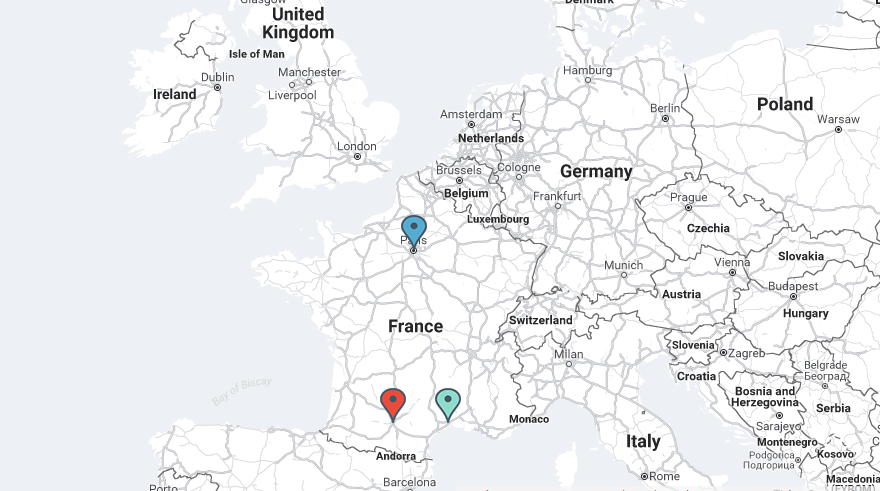 Glasgow
Denmark
United
Kingdom
Isle of Man
Manchester
Dublin
Ireland
Liverpool
Hamburg
Berlin
Poland
Amsterdam
Warsaw
Netherlands
London
Brussels
Cologne
Germany
Belgium
Frankfurt
Prague
Luxembourg
Czechia
Paris
Slovakia
Munich
Vienna
Budapest
Austria
Hungary
France
Switzerland
Slovenia
Zagreb
Milan
Belgrade
Београд
Croatia
Bay of Biscay
Bosnia and
Herzegovina
Serbia
Monaco
Sarajevo
Italy
Montenegro
Andorra
Podgorica
Подгорица
Kosovo
Rome
Barcelona
Macedonia
(FYROM)
Porto